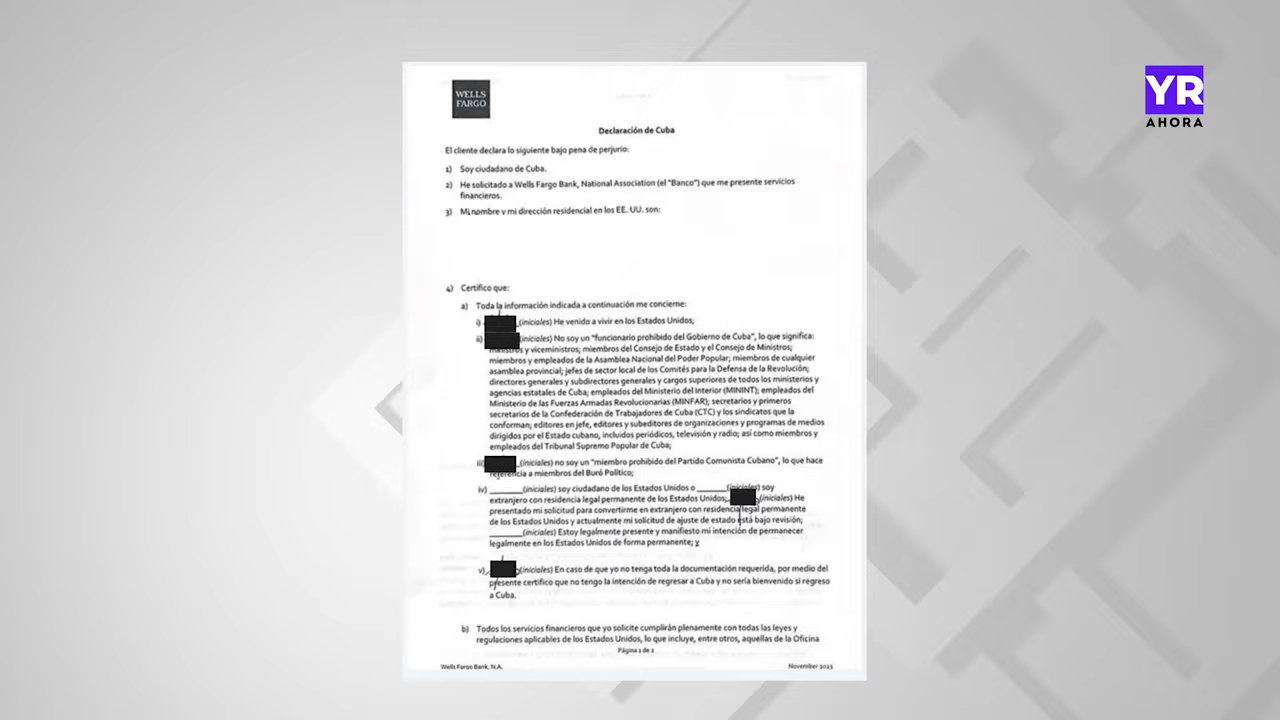 YR
AHORA
WELLS
FARGO
Declaración de Cuba
El cliente declara lo siguiente bajo pena de perjurio:
1) Soy ciudadano de Cuba.
2) He solicitado a Wells Fargo Bank, National Association (el "Banco") que me presente servicios
financieros.
3) Mi nombre y mi dirección residencial en los EE. UU. son:
4) Certifico que:
a) Toda la información indicada a continuación me concierne:
i) (iniciales) He venido a vivir en los Estados Unidos;
ii) (iniciales) No soy un "funcionario prohibido del Gobierno de Cuba", lo que significa:
ministros y viceministros; miembros del Consejo de Estado y el Consejo de Ministros;
miembros y empleados de la Asamblea Nacional del Poder Popular; miembros de cualquier
asamblea provincial; jefes de sector local de los Comités para la Defensa de la Revolución;
directores generales y subdirectores generales y cargos superiores de todos los ministerios y
agencias estatales de Cuba; empleados del Ministerio del Interior (MININT); empleados del
Ministerio de las Fuerzas Armadas Revolucionarias (MINFAR); secretarios y primeros
secretarios de la Confederación de Trabajadores de Cuba (CTC) y los sindicatos que la
conforman; editores en jefe, editores y subeditores de organizaciones y programas de medios
dirigidos por el Estado cubano, incluidos periódicos, televisión y radio; así como miembros y
empleados del Tribunal Supremo Popular de Cuba;
iii) (iniciales) no soy un "miembro prohibido del Partido Comunista Cubano", lo que hace
referencia a miembros del Buró Político;
iv) _______(iniciales) soy ciudadano de los Estados Unidos o ______(iniciales) soy
extranjero con residencia legal permanente de los Estados Unidos; (iniciales) He
presentado mi solicitud para convertirme en extranjero con residencia legal permanente
de los Estados Unidos y actualmente mi solicitud de ajuste de estado está bajo revisión;
_______(iniciales) Estoy legalmente presente y manifiesto mi intención de permanecer
legalmente en los Estados Unidos de forma permanente; y
v) (iniciales) En caso de que yo no tenga toda la documentación requerida, por medio del
presente certifico que no tengo la intención de regresar a Cuba y no sería bienvenido si regreso
a Cuba.
b) Todos los servicios financieros que yo solicite cumplirán plenamente con todas las leyes y
regulaciones aplicables de los Estados Unidos, lo que incluye, entre otros, aquellas de la Oficina
Página 1 de 2
Wells Fargo Bank, N.A. November 2023